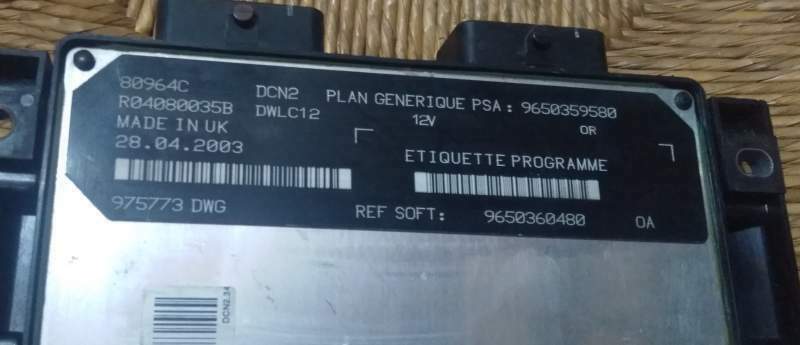 80964C DCN2 PLAN GENERIQUE PSA: 9650359580
R04080035B DWLC12 12V OR
MADE IN UK
28.04.2003 ETIQUETTE PROGRAMME
975773 DWG REF SOFT: 9650360480 0A
DCN2.34